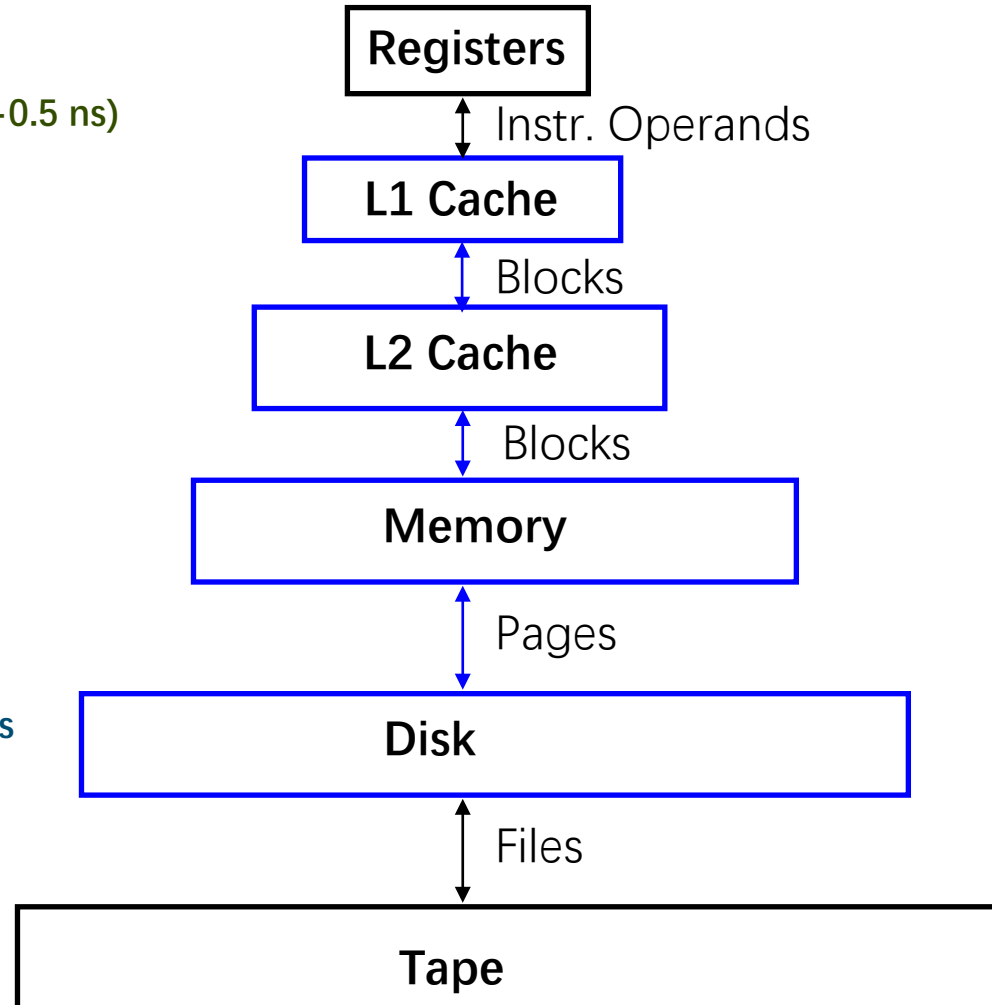 Registers
-0.5 ns)
Instr. Operands
L1 Cache
Blocks
L2 Cache
Blocks
Memory
Pages
s
Disk
Files
Tape